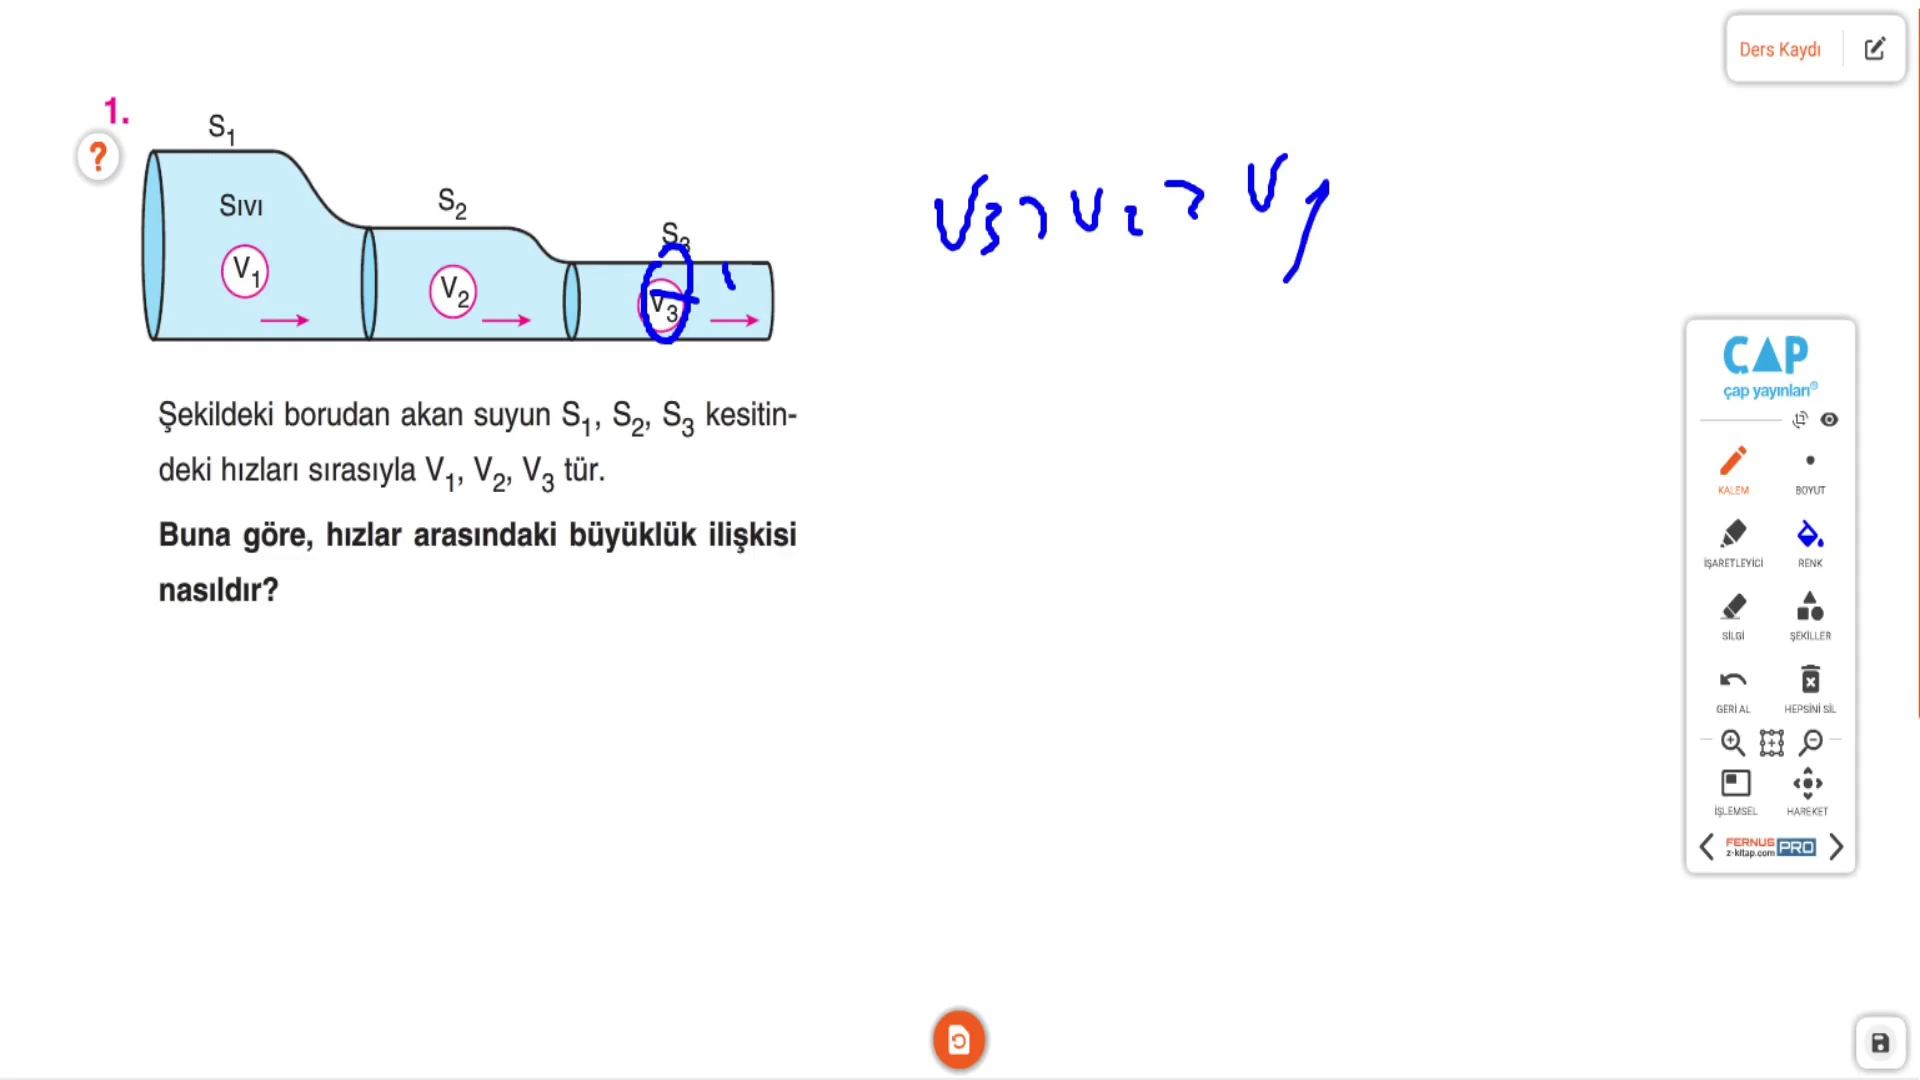 Ders Kaydı
1.
?
S1
Sıvı
V1
S2
V2
S3
V3
V3 > V2 > V1
Şekildeki borudan akan suyun S1, S2, S3 kesitin-
deki hızları sırasıyla V1, V2, V3 tür.
Buna göre, hızlar arasındaki büyüklük ilişkisi
nasıldır?
ÇAP
çap yayınları®
KALEM
BOYUT
İŞARETLEYİCİ
RENK
SİLGİ
ŞEKİLLER
GERİ AL
HEPSİNİ SİL
İŞLEMSEL
HAREKET
FERNUS PRO
z-kitap.com